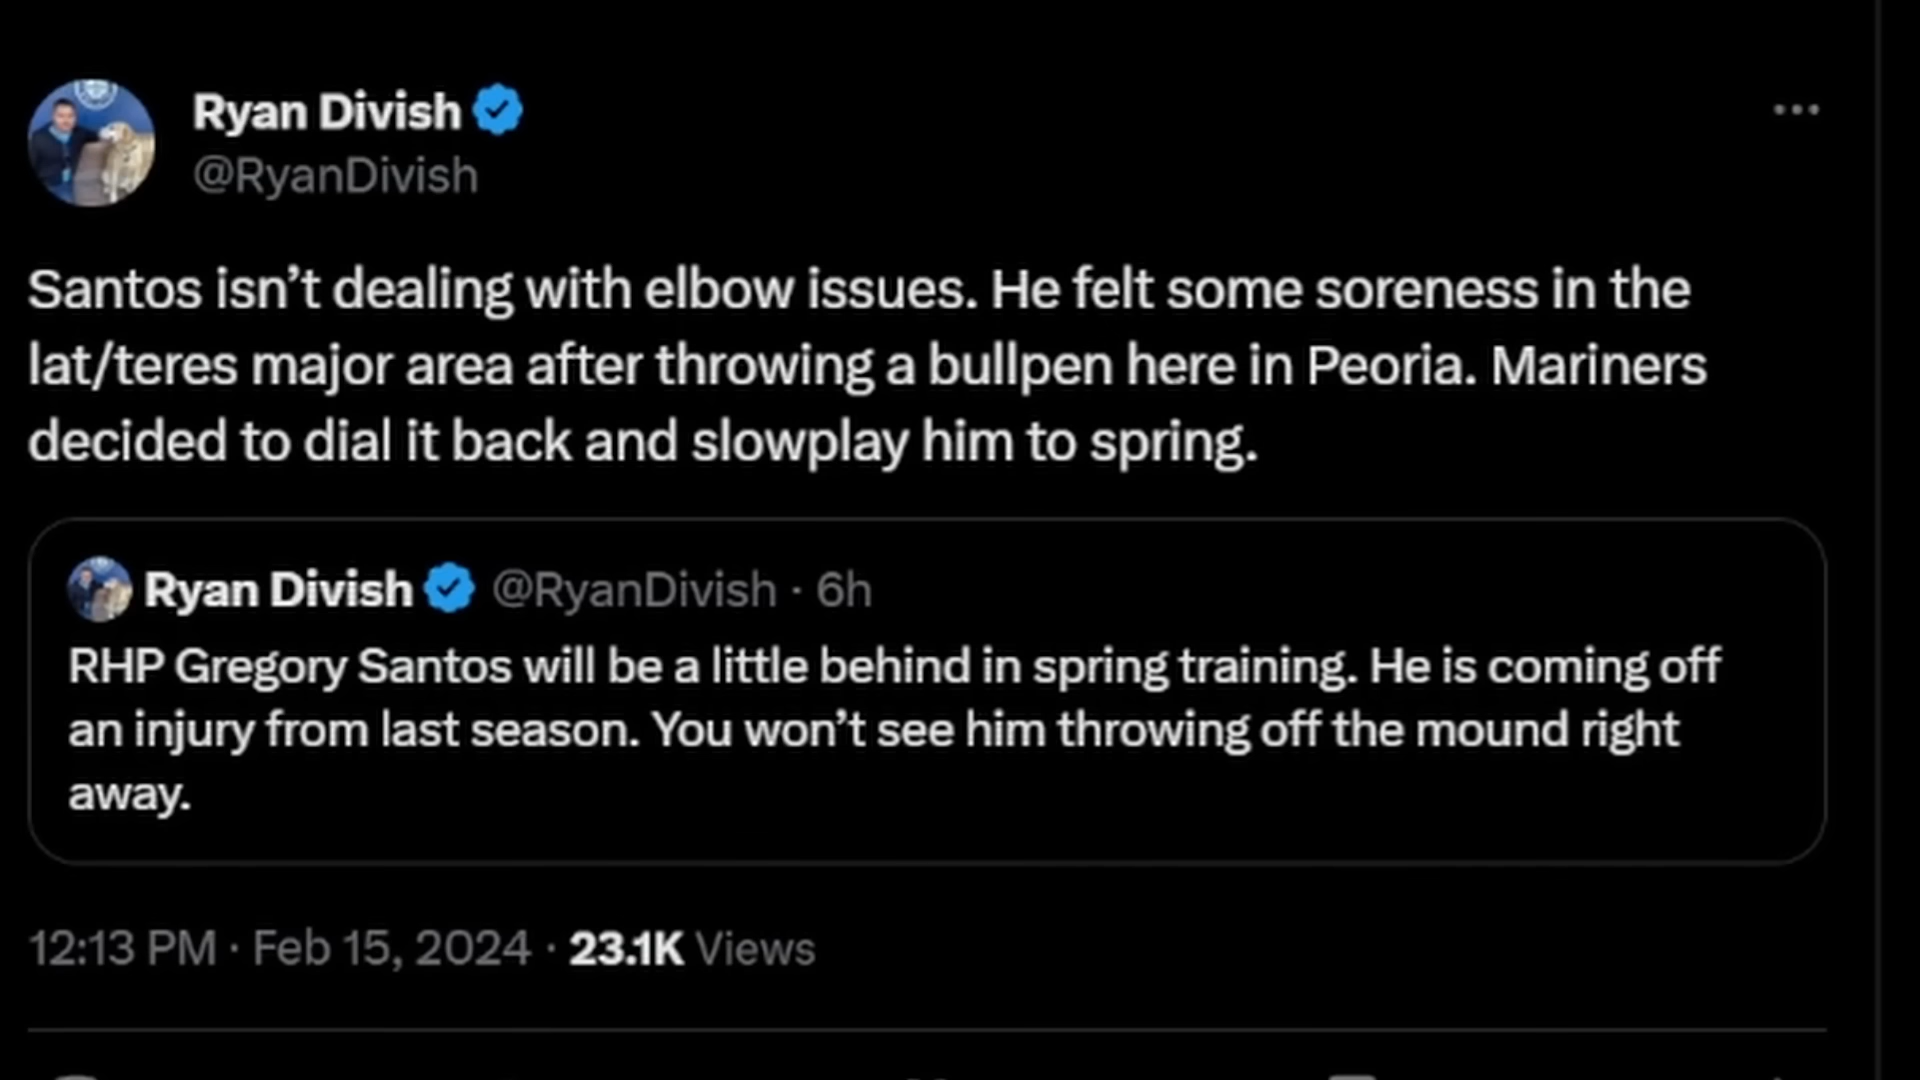 Ryan Divish
@RyanDivish
Santos isn’t dealing with elbow issues. He felt some soreness in the
lat/teres major area after throwing a bullpen here in Peoria. Mariners
decided to dial it back and slowplay him to spring.
Ryan Divish @RyanDivish · 6h
RHP Gregory Santos will be a little behind in spring training. He is coming off
an injury from last season. You won’t see him throwing off the mound right
away.
12:13 PM · Feb 15, 2024 · 23.1K Views